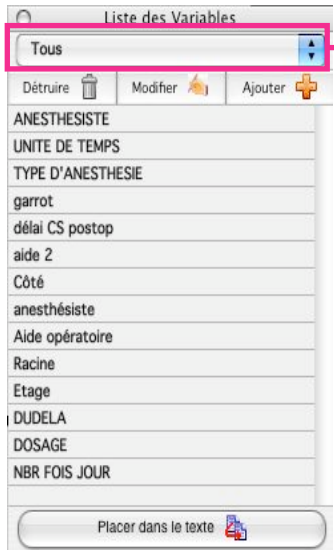 Liste des Variables
Tous
Détruire Modifier Ajouter
ANESTHESISTE
UNITE DE TEMPS
TYPE D'ANESTHESIE
garrot
délai CS postop
aide 2
Côté
anesthésiste
Aide opératoire
Racine
Etage
DUDELA
DOSAGE
NBR FOIS JOUR
Placer dans le texte